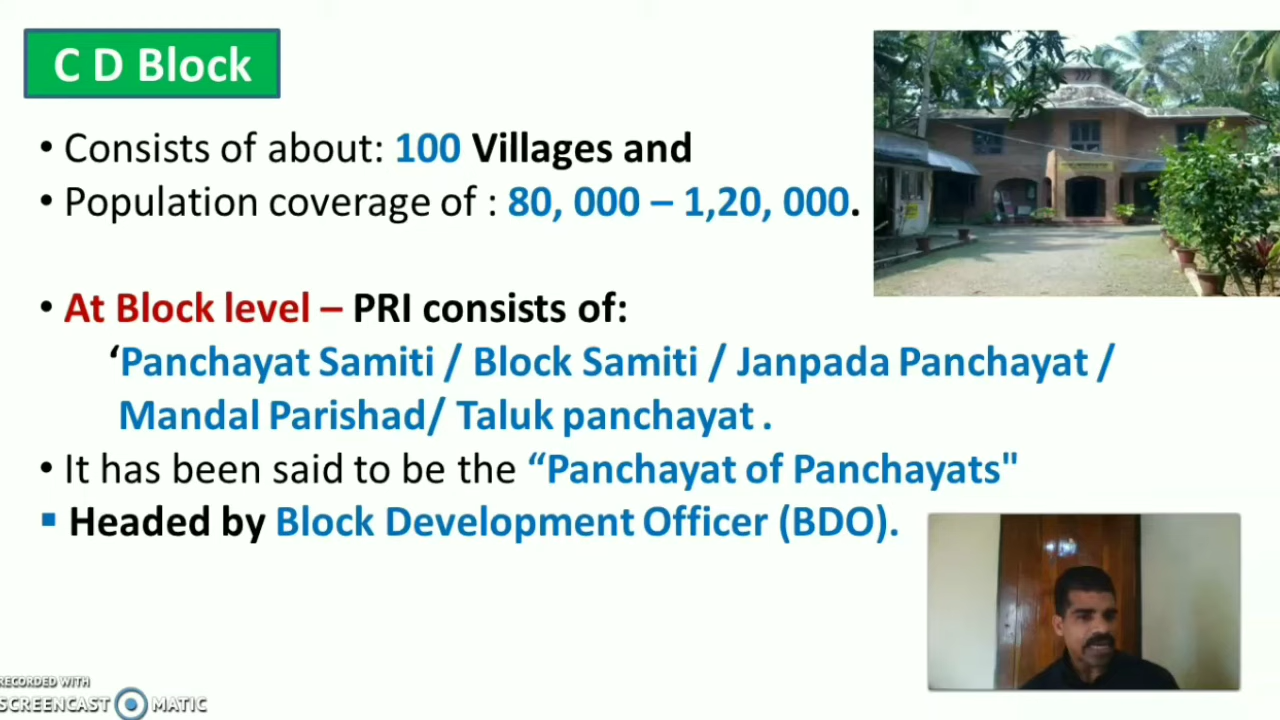 C D Block
• Consists of about: 100 Villages and
• Population coverage of : 80, 000 – 1,20, 000.
• At Block level – PRI consists of:
‘Panchayat Samiti / Block Samiti / Janpada Panchayat /
Mandal Parishad/ Taluk panchayat .
• It has been said to be the “Panchayat of Panchayats"
▪ Headed by Block Development Officer (BDO).
RECORDED WITH
SCREENCAST MATIC